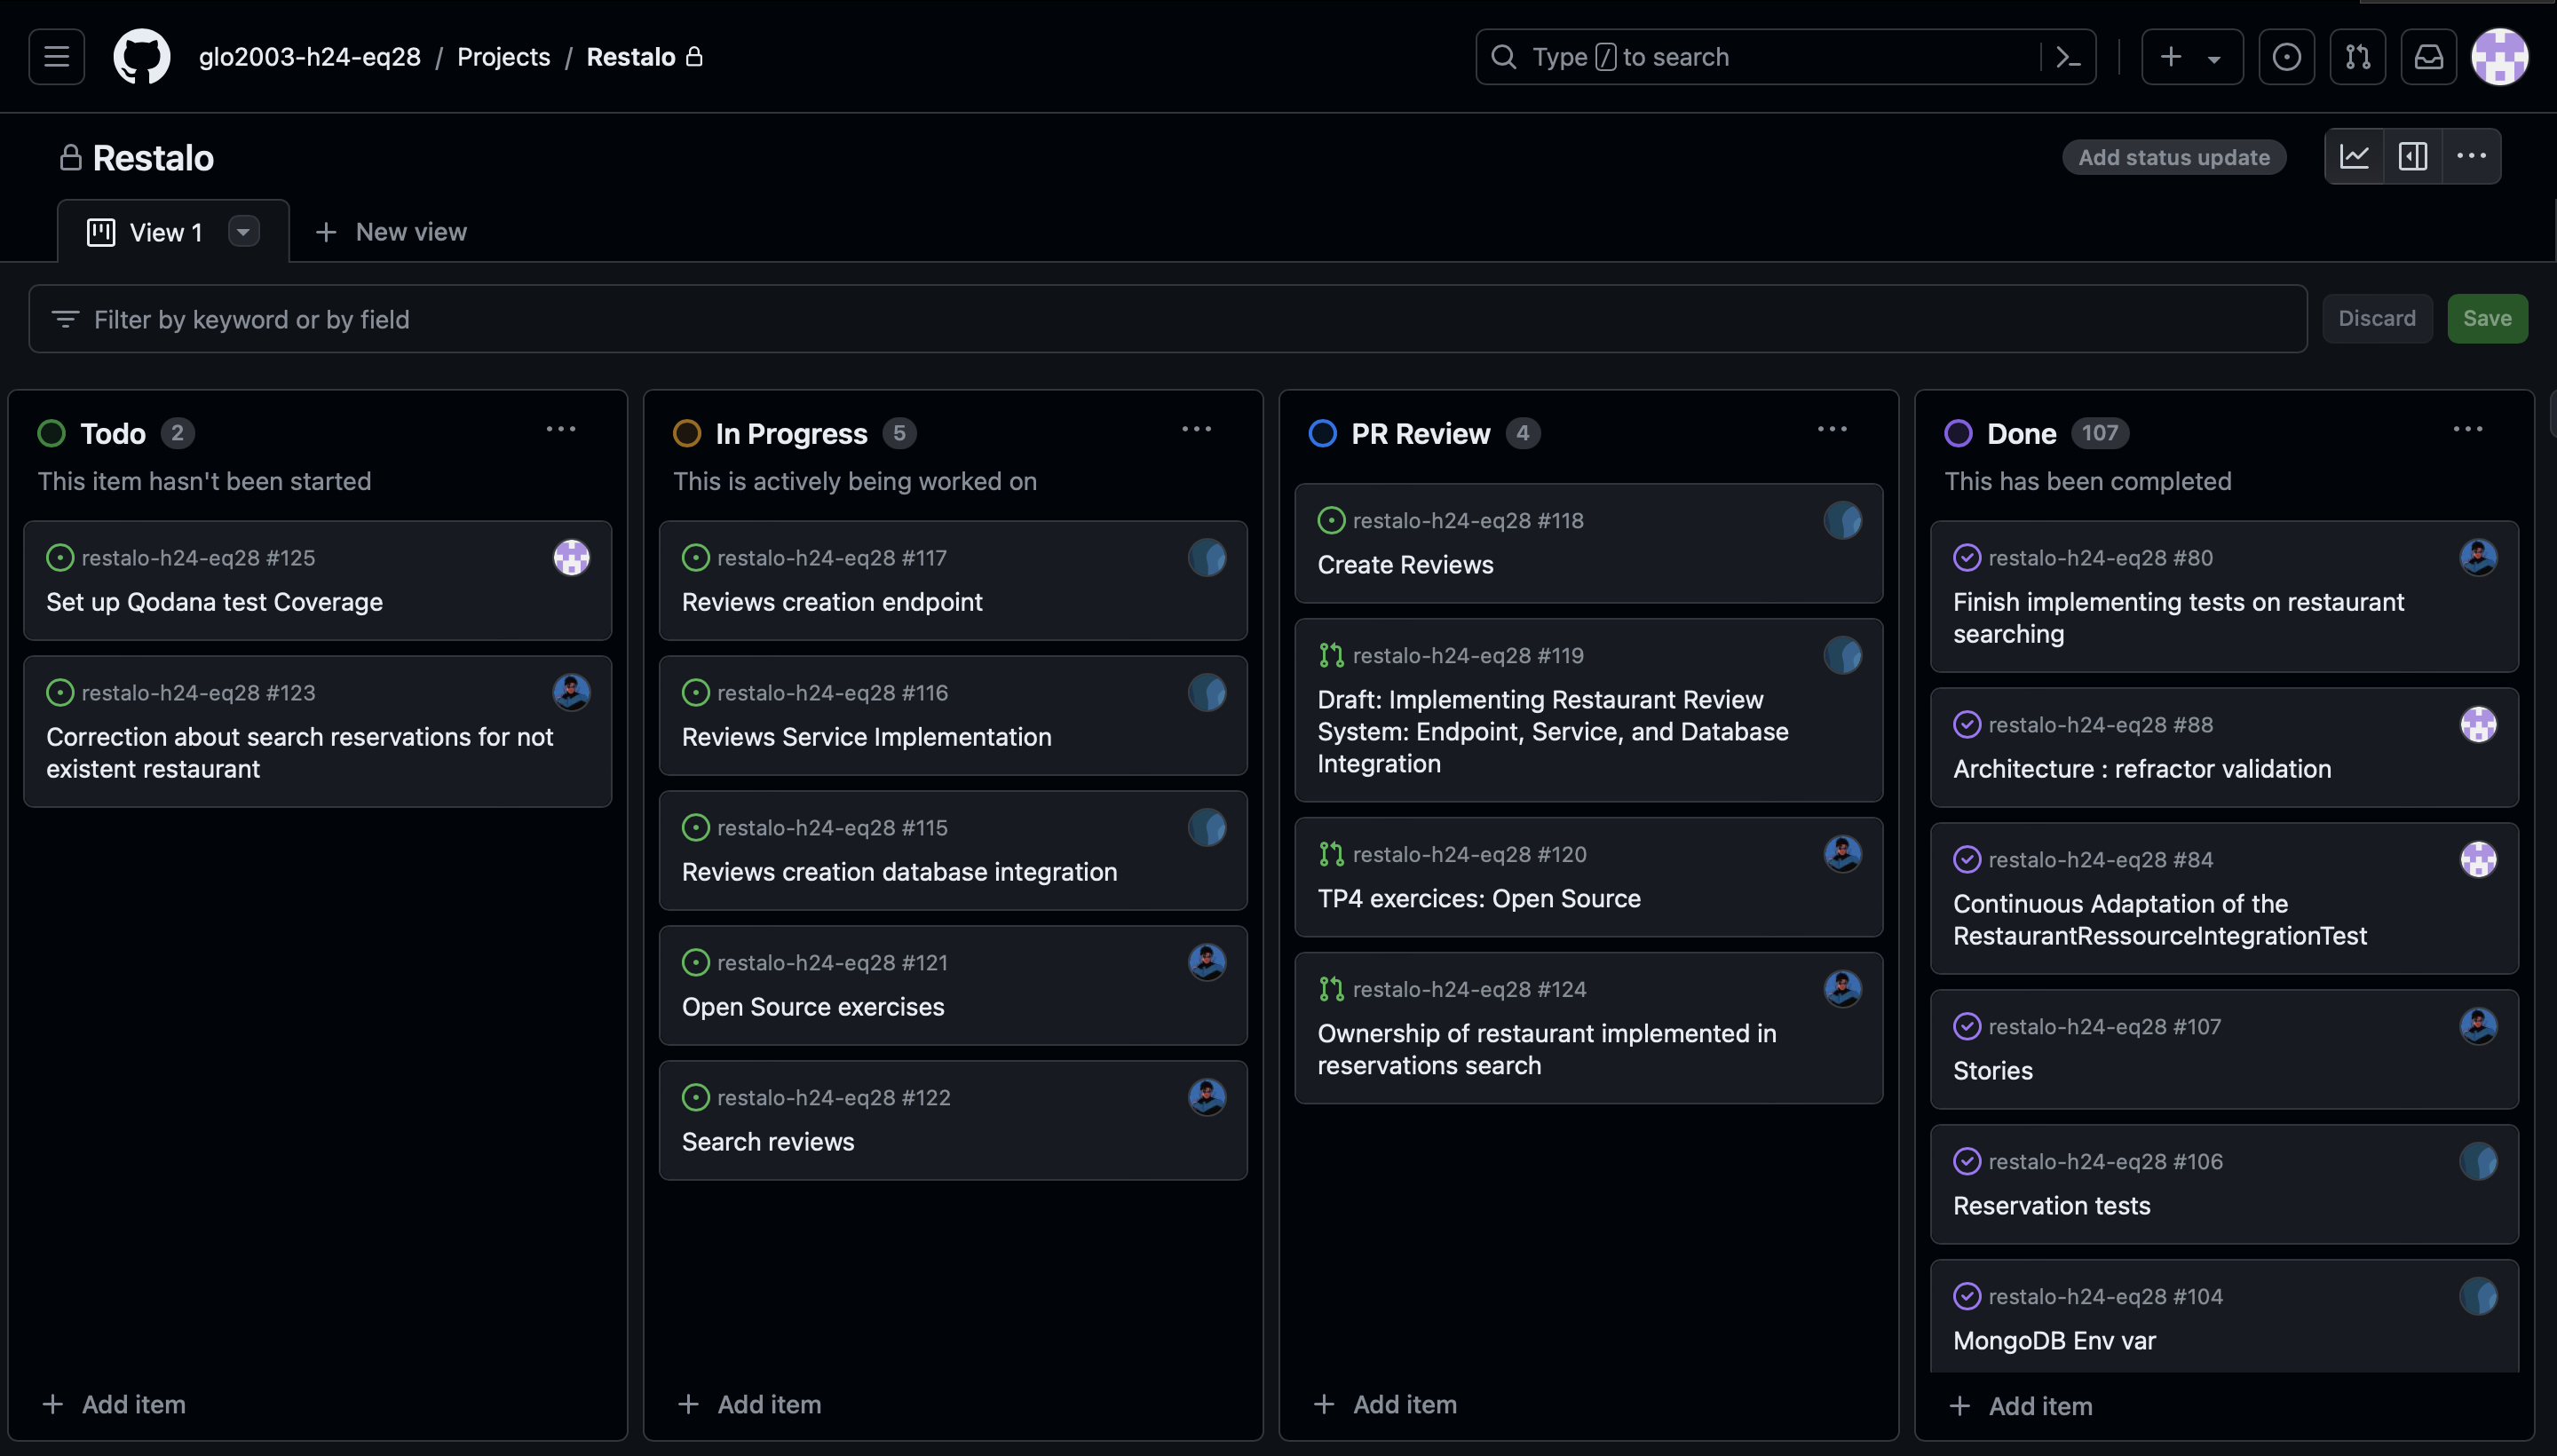 glo2003-h24-eq28 / Projects / Restalo
Type / to search
Restalo
Add status update
View 1
New view
Filter by keyword or by field
Discard
Save
Todo 2
This item hasn't been started
restalo-h24-eq28 #125
Set up Qodana test Coverage
restalo-h24-eq28 #123
Correction about search reservations for not
existent restaurant
Add item
In Progress 5
This is actively being worked on
restalo-h24-eq28 #117
Reviews creation endpoint
restalo-h24-eq28 #116
Reviews Service Implementation
restalo-h24-eq28 #115
Reviews creation database integration
restalo-h24-eq28 #121
Open Source exercises
restalo-h24-eq28 #122
Search reviews
Add item
PR Review 4
restalo-h24-eq28 #118
Create Reviews
restalo-h24-eq28 #119
Draft: Implementing Restaurant Review
System: Endpoint, Service, and Database
Integration
restalo-h24-eq28 #120
TP4 exercices: Open Source
restalo-h24-eq28 #124
Ownership of restaurant implemented in
reservations search
Add item
Done 107
This has been completed
restalo-h24-eq28 #80
Finish implementing tests on restaurant
searching
restalo-h24-eq28 #88
Architecture : refractor validation
restalo-h24-eq28 #84
Continuous Adaptation of the
RestaurantRessourceIntegrationTest
restalo-h24-eq28 #107
Stories
restalo-h24-eq28 #106
Reservation tests
restalo-h24-eq28 #104
MongoDB Env var
Add item